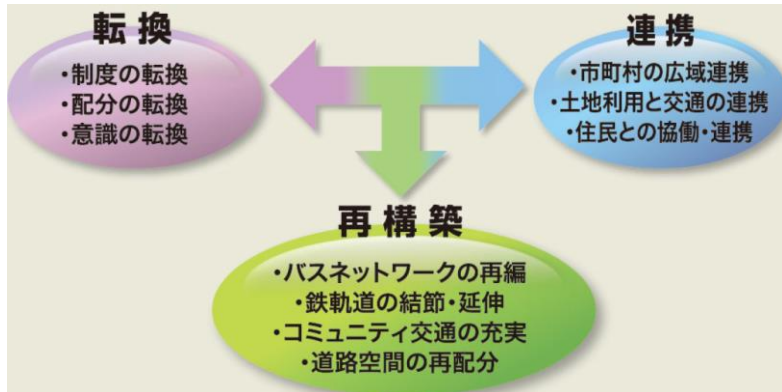 転換
・制度の転換
・配分の転換
・意識の転換
連携
・市町村の広域連携
・土地利用と交通の連携
・住民との協働・連携
再構築
・バスネットワークの再編
・鉄軌道の結節・延伸
・コミュニティ交通の充実
・道路空間の再配分